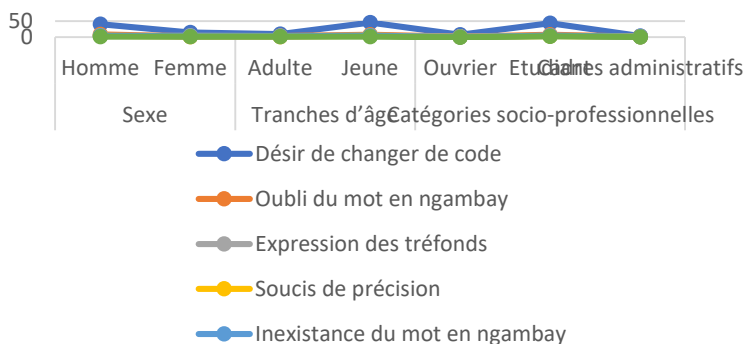 50
0
Homme Femme Adulte Jeune Ouvrier Etudiant Cadres administratifs
Sexe Tranches d’âge Catégories socio-professionnelles
Désir de changer de code
Oubli du mot en ngambay
Expression des tréfonds
Soucis de précision
Inexistance du mot en ngambay